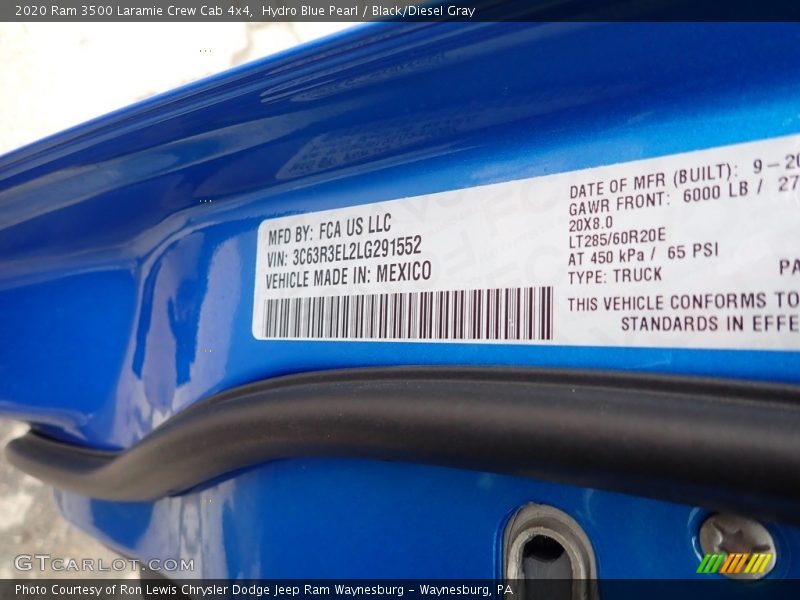 2020 Ram 3500 Laramie Crew Cab 4x4,  Hydro Blue Pearl / Black/Diesel Gray
MFD BY: FCA US LLC
VIN: 3C63R3EL2LG291552
VEHICLE MADE IN: MEXICO
DATE OF MFR (BUILT): 9-20
GAWR FRONT: 6000 LB / 27
20X8.0
LT285/60R20E
AT 450 kPa / 65 PSI
TYPE: TRUCK
PA
THIS VEHICLE CONFORMS TO
STANDARDS IN EFFE
GTCARLOT.COM
Photo Courtesy of Ron Lewis Chrysler Dodge Jeep Ram Waynesburg - Waynesburg, PA